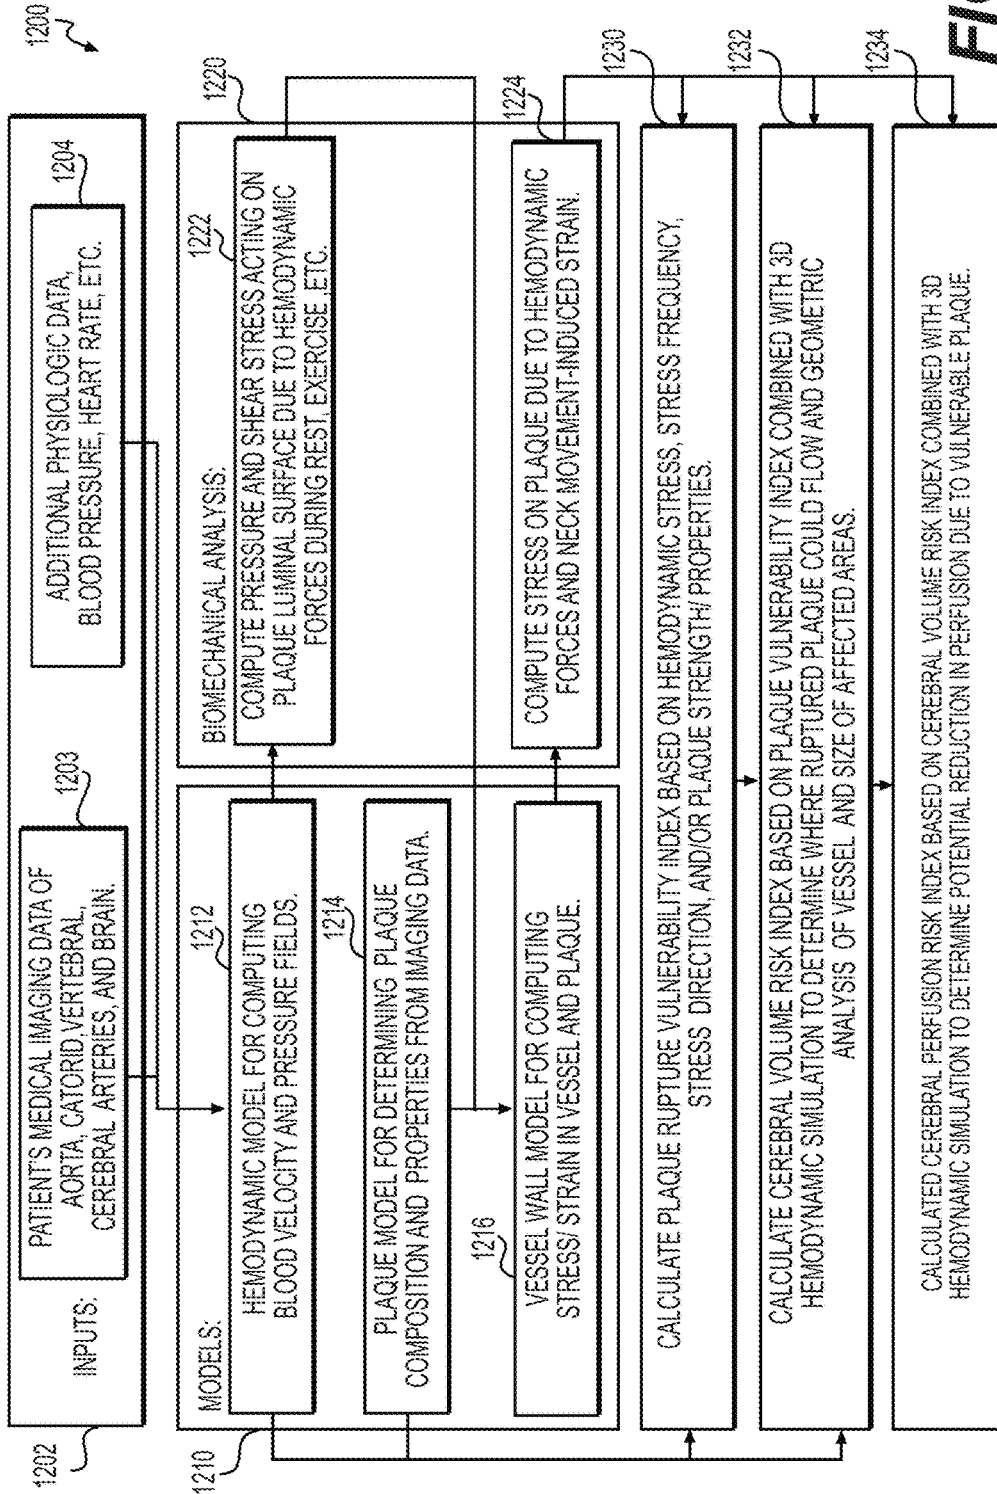 1200
1202
INPUTS:
1203
PATIENT'S MEDICAL IMAGING DATA OF
AORTA, CATORID, VERTEBRAL,
CEREBRAL ARTERIES, AND BRAIN.
1204
ADDITIONAL PHYSIOLOGIC DATA,
BLOOD PRESSURE, HEART RATE, ETC.
1210
MODELS:
1212
HEMODYNAMIC MODEL FOR COMPUTING
BLOOD VELOCITY AND PRESSURE FIELDS.
1214
PLAQUE MODEL FOR DETERMINING PLAQUE
COMPOSITION AND PROPERTIES FROM IMAGING DATA.
1216
VESSEL WALL MODEL FOR COMPUTING
STRESS/ STRAIN IN VESSEL AND PLAQUE.
1220
BIOMECHANICAL ANALYSIS:
1222
COMPUTE PRESSURE AND SHEAR STRESS ACTING ON
PLAQUE LUMINAL SURFACE DUE TO HEMODYNAMIC
FORCES DURING REST, EXERCISE ,ETC.
1224
COMPUTE STRESS ON PLAQUE DUE TO HEMODYNAMIC
FORCES AND NECK MOVEMENT-INDUCED STRAIN.
1230
CALCULATE PLAQUE RUPTURE VULNERABILITY INDEX BASED ON HEMODYNAMIC STRESS, STRESS FREQUENCY,
STRESS DIRECTION, AND/OR PLAQUE STRENGTH/ PROPERTIES.
1232
CALCULATE CEREBRAL VOLUME RISK INDEX BASED ON PLAQUE VULNERABILITY INDEX COMBINED WITH 3D
HEMODYNAMIC SIMULATION TO DETERMINE WHERE RUPTURED PLAQUE COULD FLOW AND GEOMETRIC
ANALYSIS OF VESSEL AND SIZE OF AFFECTED AREAS.
1234
CALCULATED CEREBRAL PERFUSION RISK INDEX BASED ON CEREBRAL VOLUME RISK INDEX COMBINED WITH 3D
HEMODYNAMIC SIMULATION TO DETERMINE POTENTIAL REDUCTION IN PERFUSION DUE TO VULNERABLE PLAQUE.